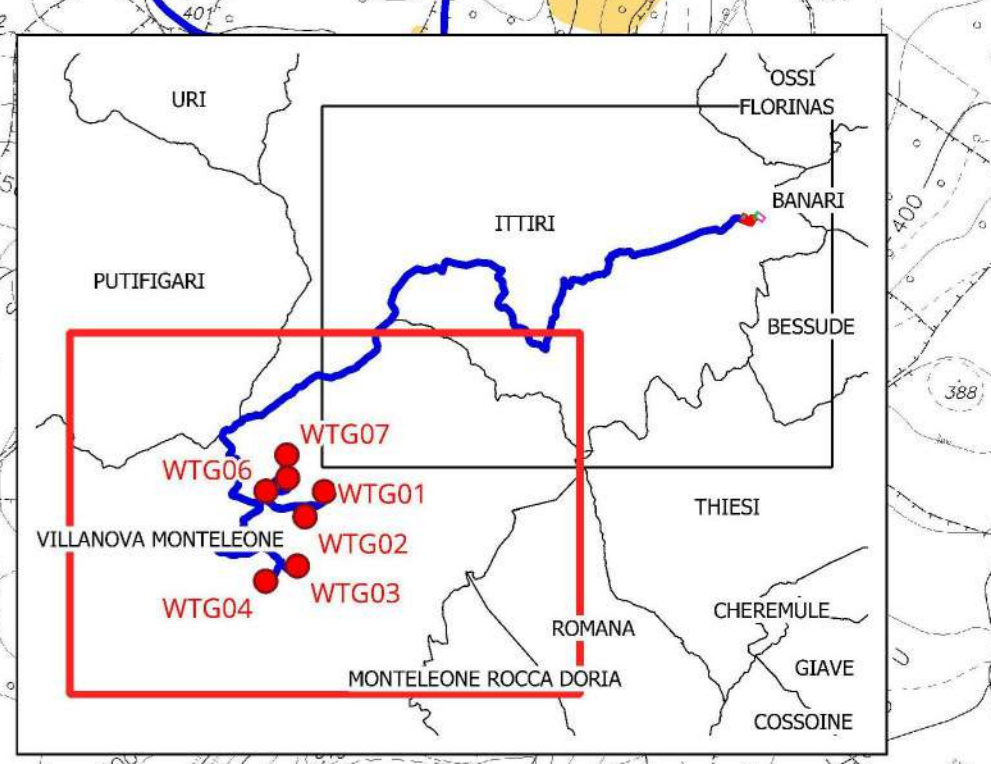 401
OSSI
URI
FLORINAS
BANARI
400
ITTIRI
PUTIFIGARI
BESSUDE
388
WTG07
WTG06
WTG01
THIESI
VILLANOVA MONTELEONE
WTG02
WTG03
WTG04
CHEREMULE
ROMANA
GIAVE
MONTELEONE ROCCA DORIA
COSSOINE